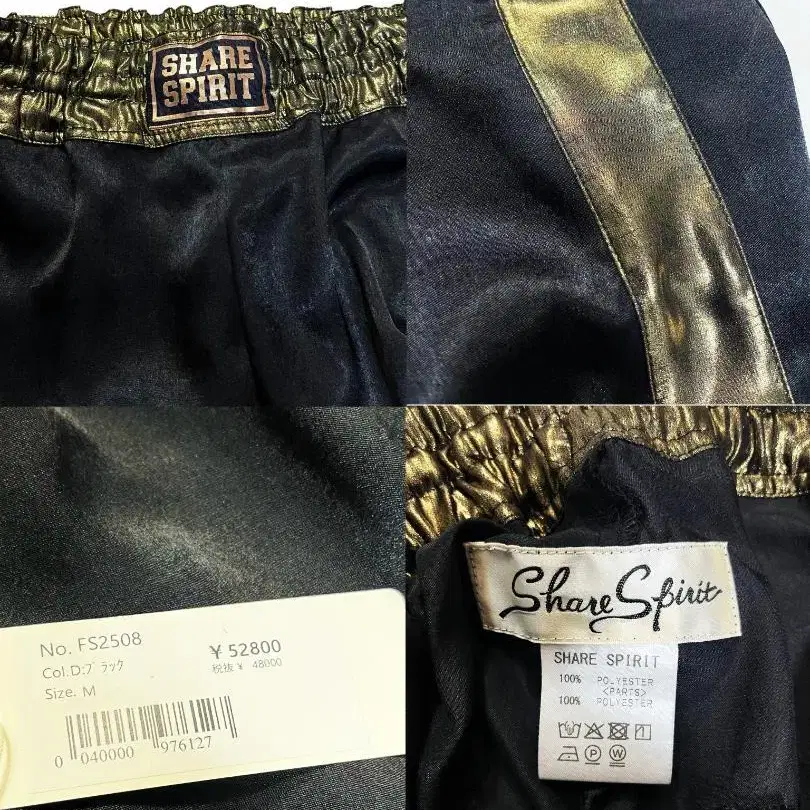 SHARE
SPIRIT
No. FS2508
¥ 52800
Col.D:ﾌﾞﾗｯｸ
税抜 ¥ 48000
Size. M
0 040000 976127
Share Spirit
SHARE SPIRIT
100% POLYESTER
<PARTS>
100% POLYESTER